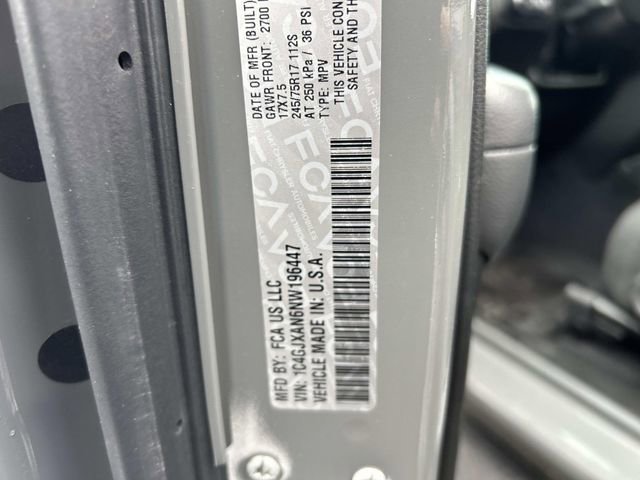 MFD BY: FCA US LLC
DATE OF MFR (BUILT)
GAWR FRONT: 2700
17X7.5
245/75R17 112S
AT 250 kPa / 36 PSI
TYPE: MPV
THIS VEHICLE CON
SAFETY AND THE
VIN: 1C4GJXAN6NW196447
VEHICLE MADE IN: U.S.A.
FCA